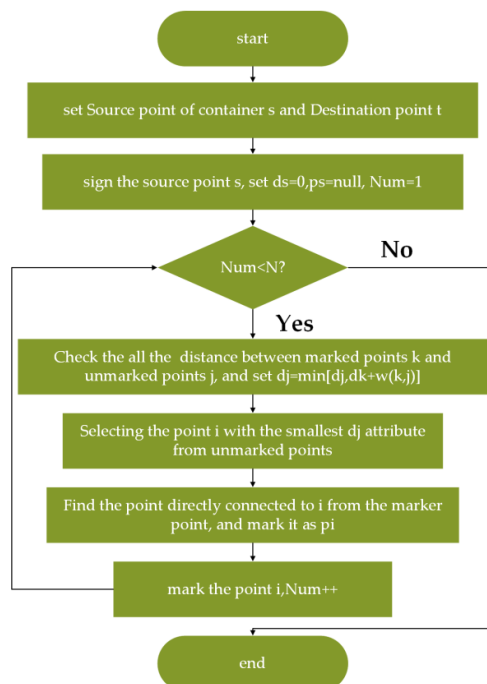 start
set Source point of container s and Destination point t
sign the source point s, set ds=0,ps=null, Num=1
Num<N?
No
Yes
Check the all the distance between marked points k and
unmarked points j, and set dj=min[dj,dk+w(k,j)]
Selecting the point i with the smallest dj attribute
from unmarked points
Find the point directly connected to i from the marker
point, and mark it as pi
mark the point i,Num++
end